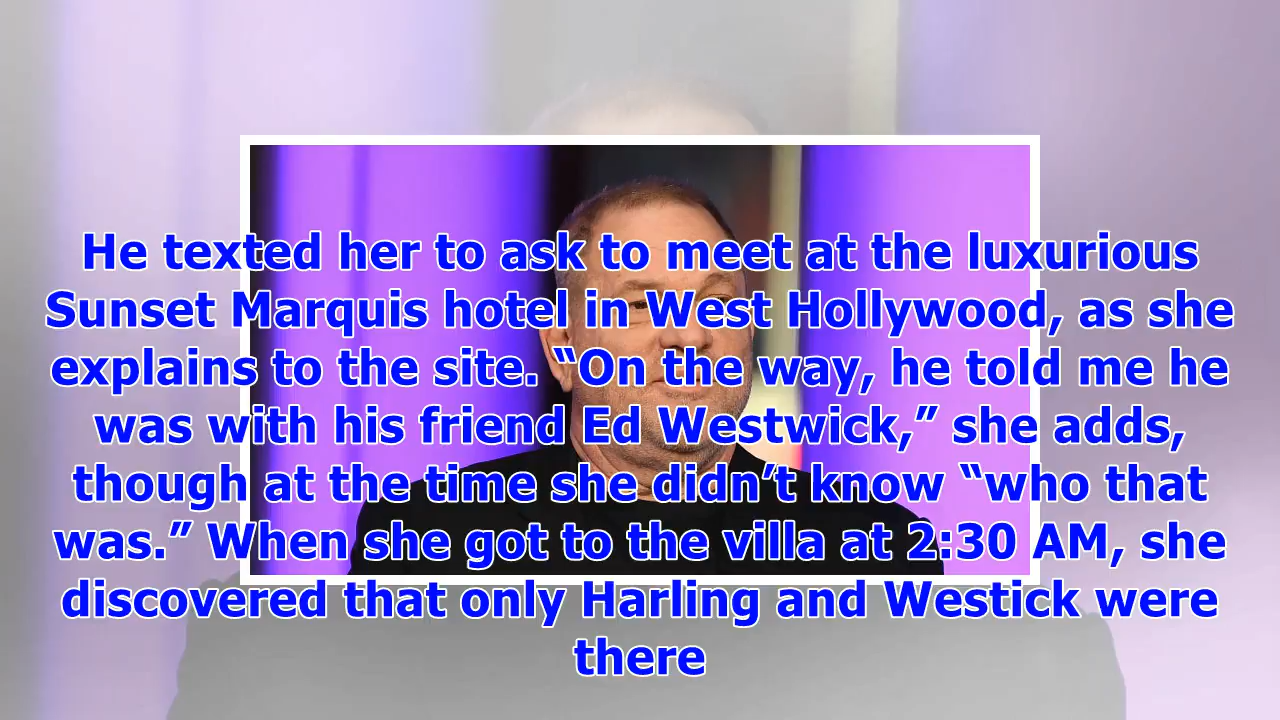 He texted her to ask to meet at the luxurious
Sunset Marquis hotel in West Hollywood, as she
explains to the site. “On the way, he told me he
was with his friend Ed Westwick,” she adds,
though at the time she didn’t know “who that
was.” When she got to the villa at 2:30 AM, she
discovered that only Harling and Westick were
there